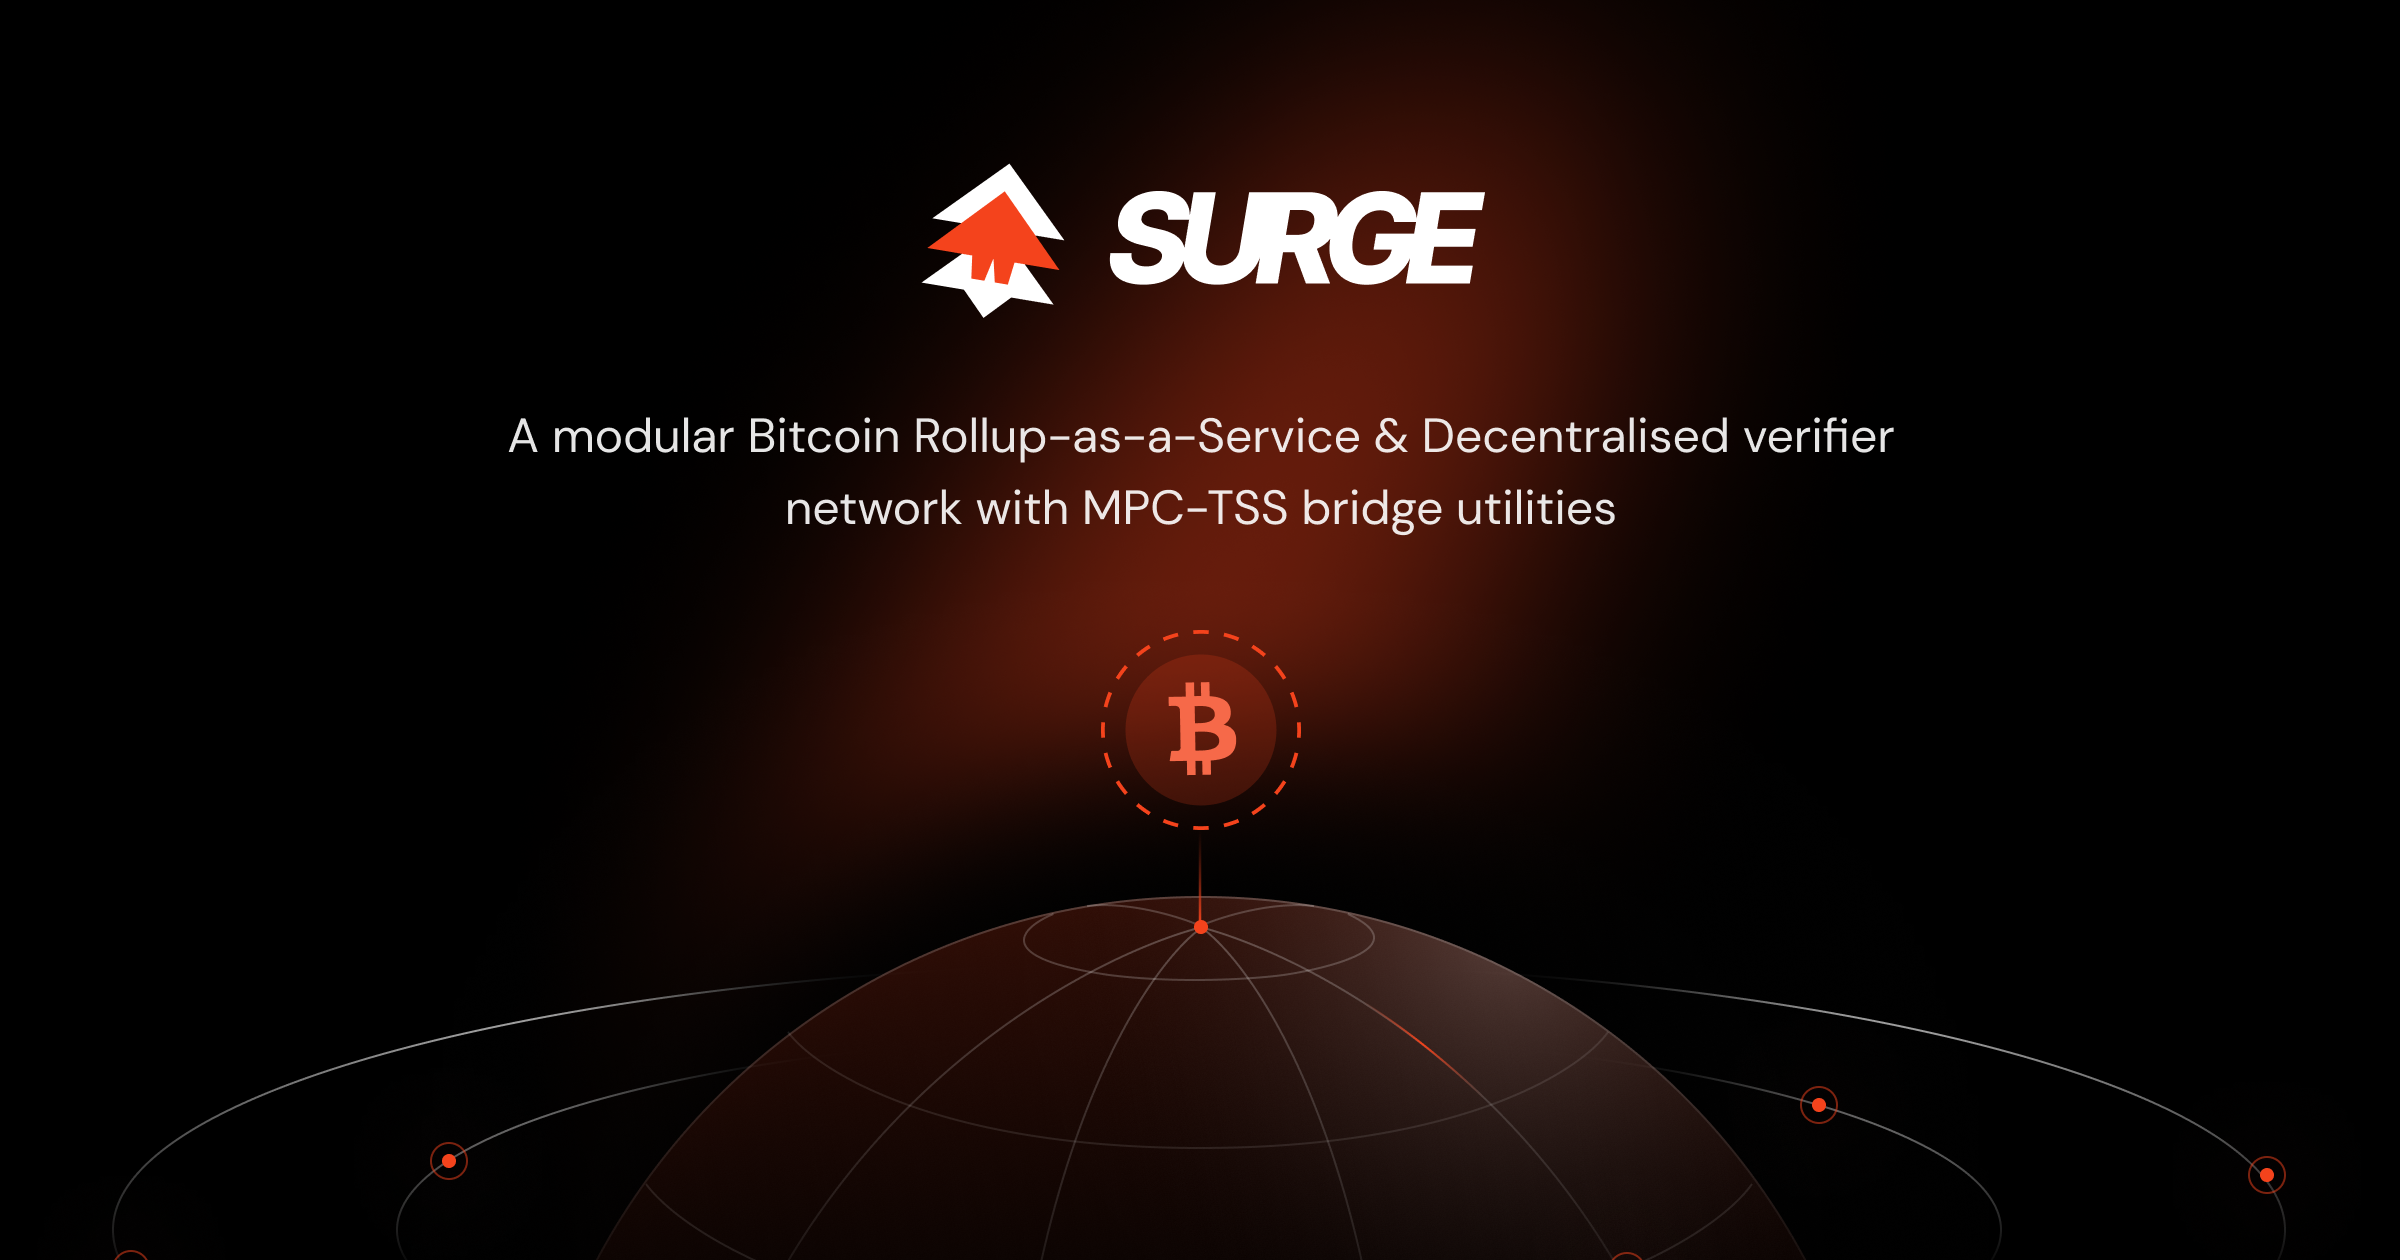 SURGE
A modular Bitcoin Rollup-as-a-Service & Decentralised verifier
network with MPC-TSS bridge utilities